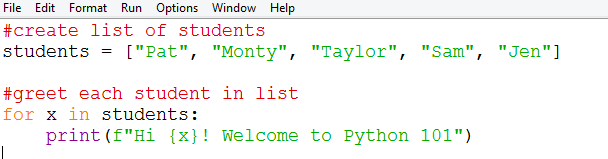 File Edit Format Run Options Window Help
#create list of students
students = ["Pat", "Monty", "Taylor", "Sam", "Jen"]

#greet each student in list
for x in students:
    print(f"Hi {x}! Welcome to Python 101")